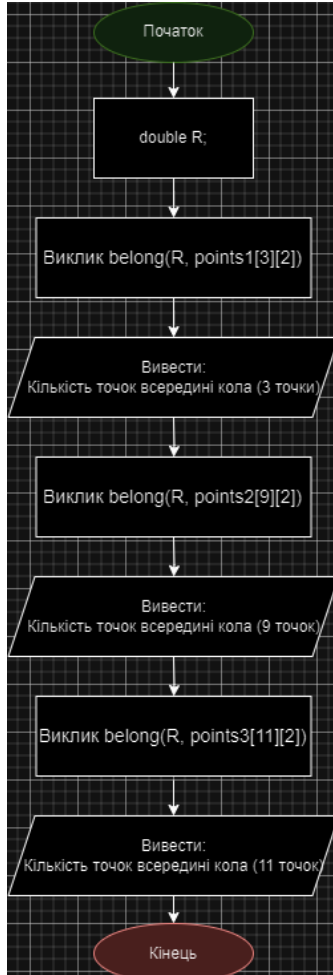 Початок
double R;
Виклик belong(R, points1[3][2])
Вивести:
Кількість точок всередині кола (3 точки)
Виклик belong(R, points2[9][2])
Вивести:
Кількість точок всередині кола (9 точок)
Виклик belong(R, points3[11][2])
Вивести:
Кількість точок всередині кола (11 точок)
Кінець